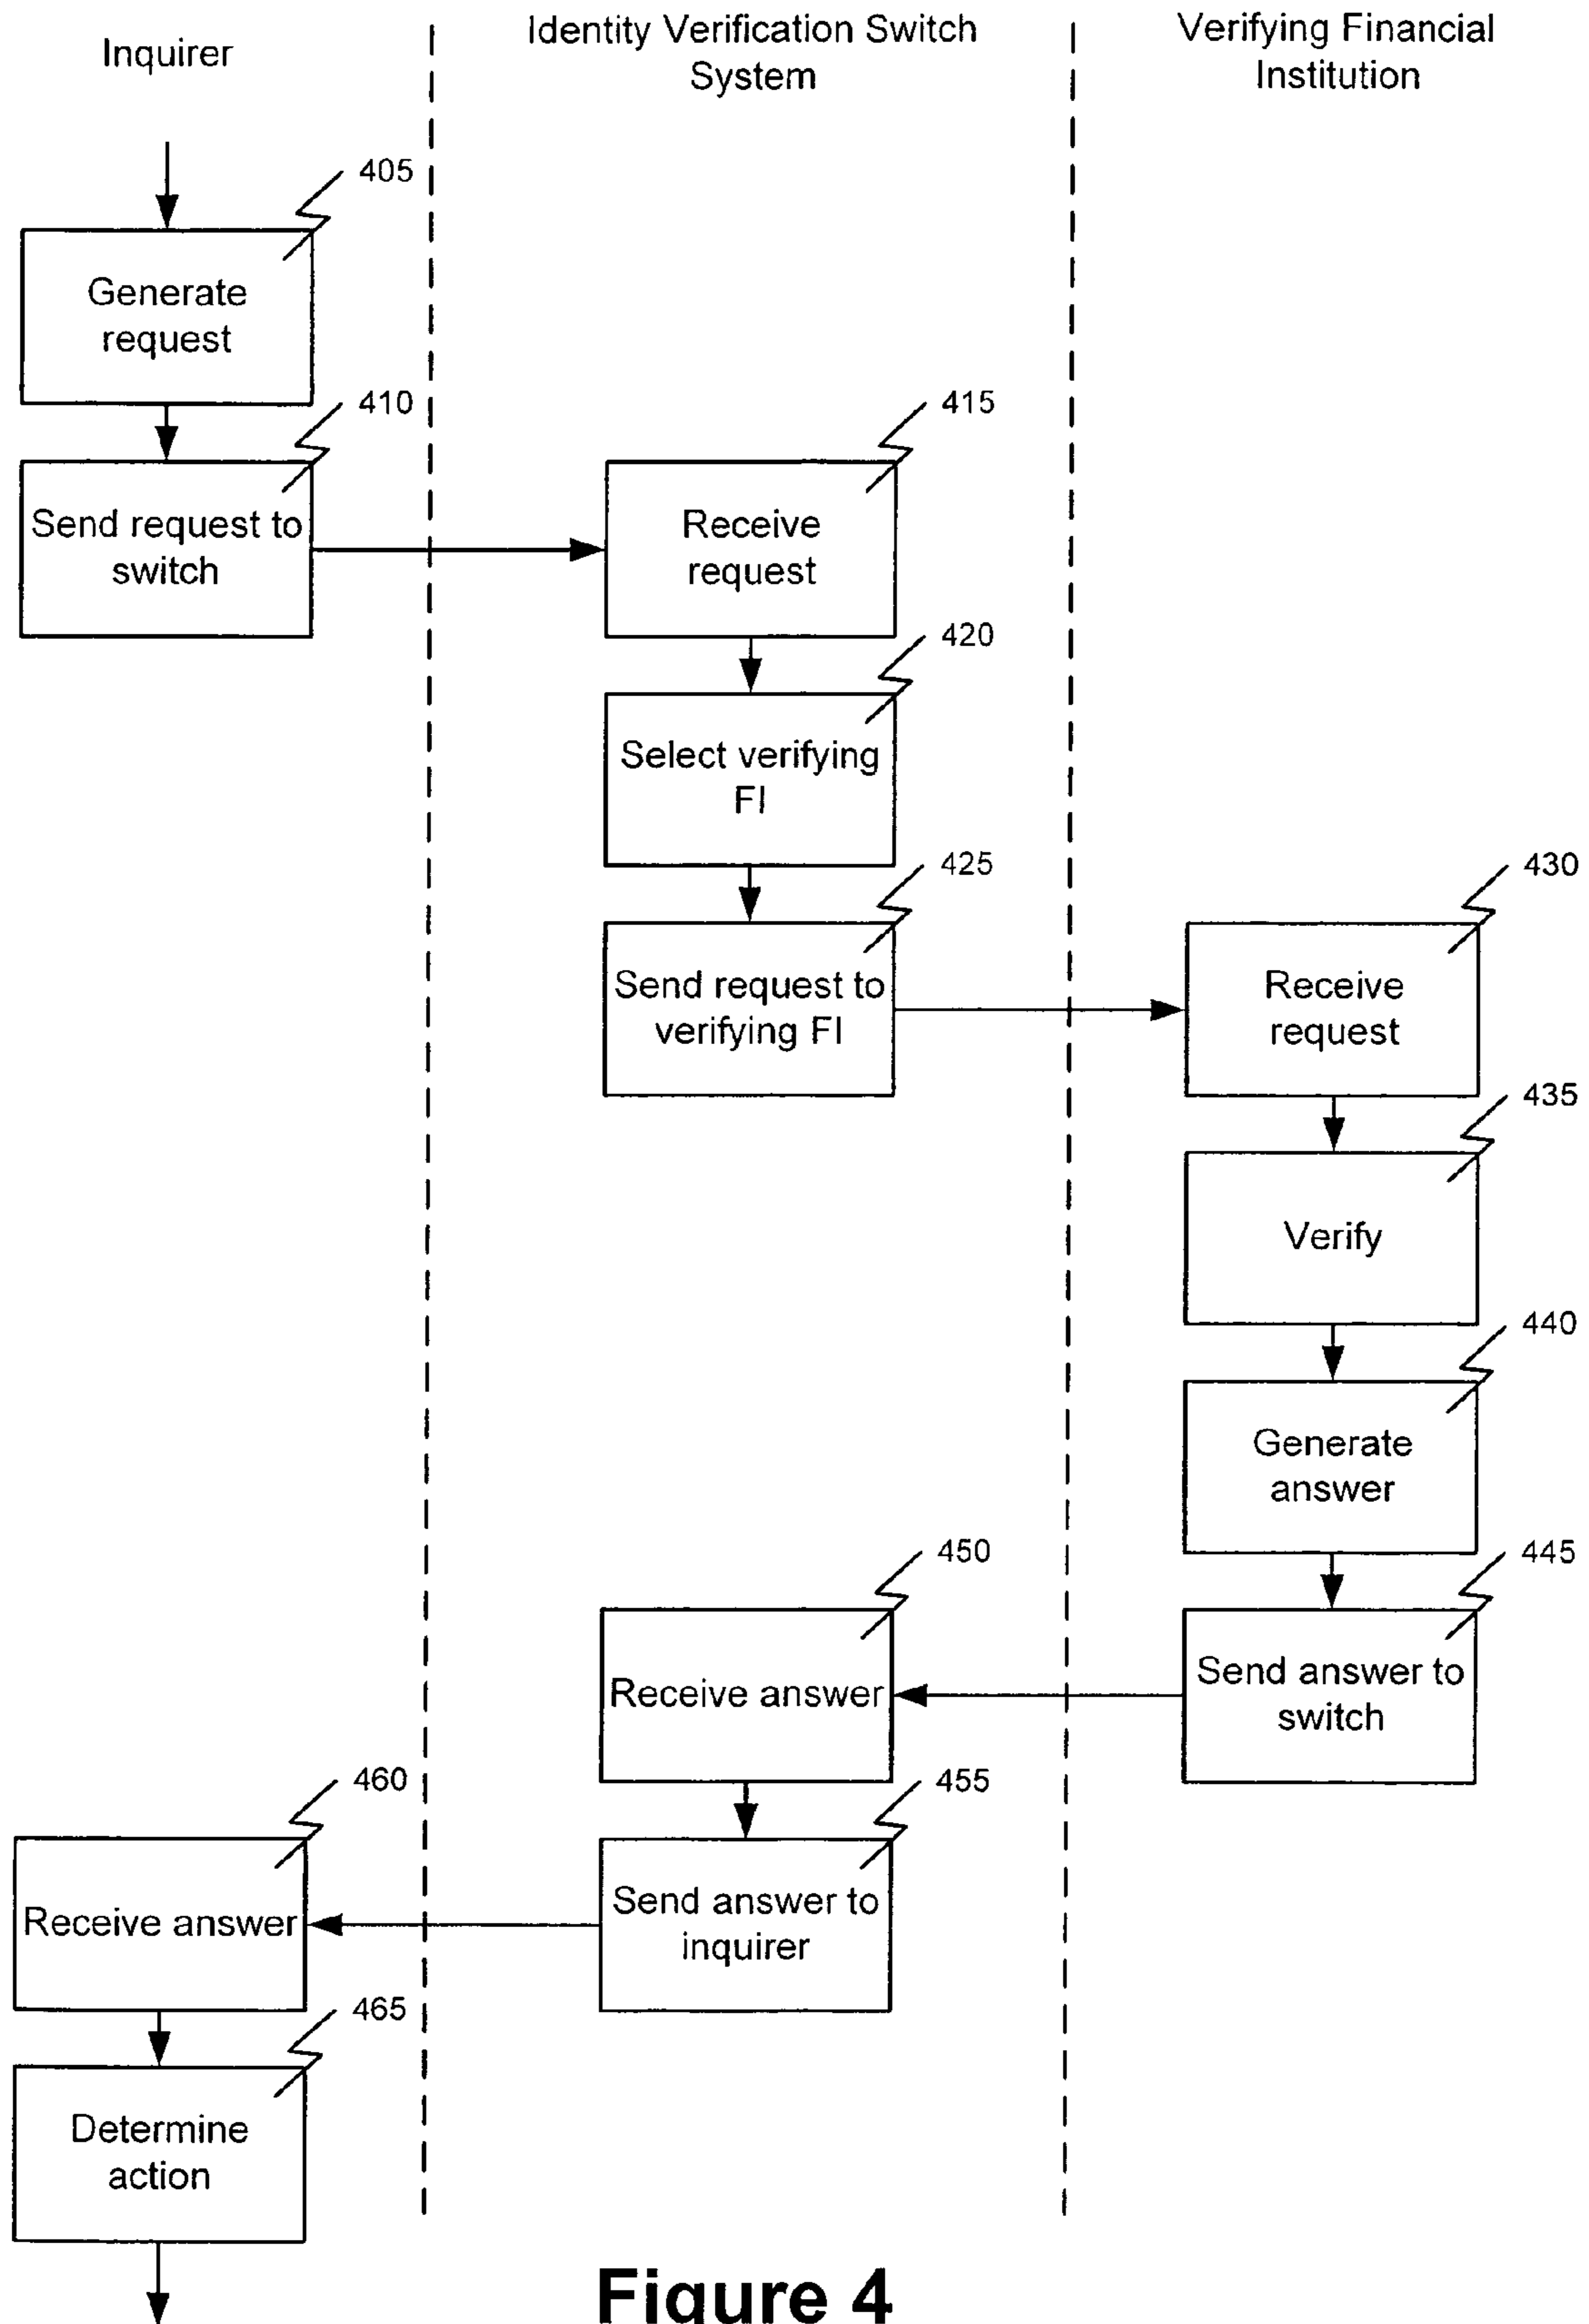 Inquirer
Identity Verification Switch
System
Verifying Financial
Institution
405
Generate
request
410
Send request to
switch
415
Receive
request
420
Select verifying
FI
425
Send request to
verifying FI
430
Receive
request
435
Verify
440
Generate
answer
445
Send answer to
switch
450
Receive answer
455
Send answer to
inquirer
460
Receive answer
465
Determine
action
Figure 4